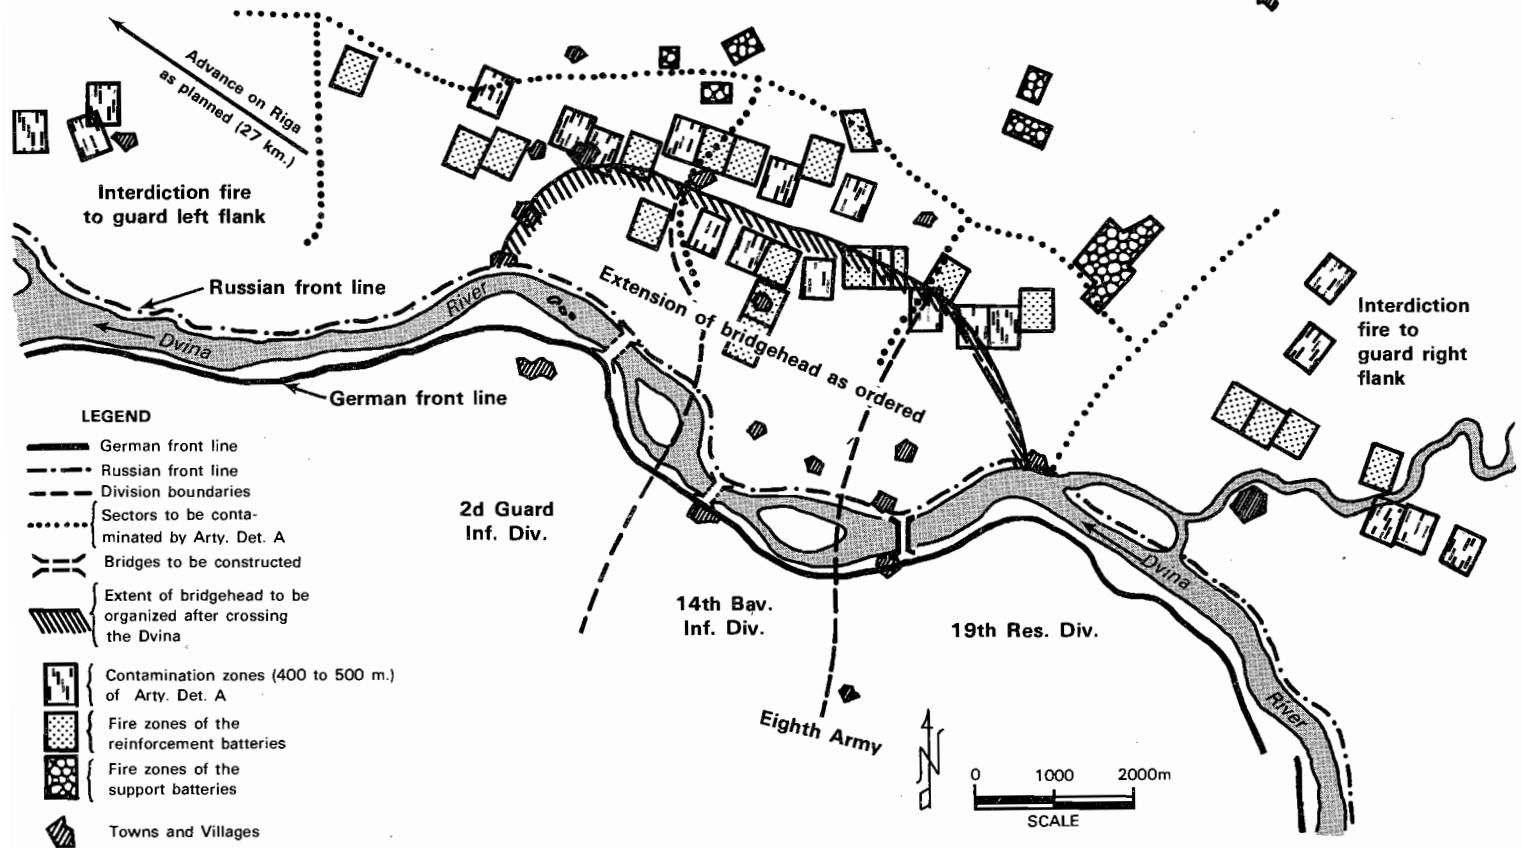 Advance on Riga
as planned (27 km.)
Interdiction fire
to guard left flank
Russian front line
River
Dvina
German front line
Extension of bridgehead as ordered
Interdiction
fire to
guard right
flank
LEGEND
German front line
Russian front line
Division boundaries
Sectors to be conta-
minated by Arty. Det. A
Bridges to be constructed
Extent of bridgehead to be
organized after crossing
the Dvina
Contamination zones (400 to 500 m.)
of Arty. Det. A
Fire zones of the
reinforcement batteries
Fire zones of the
support batteries
Towns and Villages
2d Guard
Inf. Div.
14th Bav.
Inf. Div.
19th Res. Div.
Dvina
River
Eighth Army
N
0 1000 2000m
SCALE